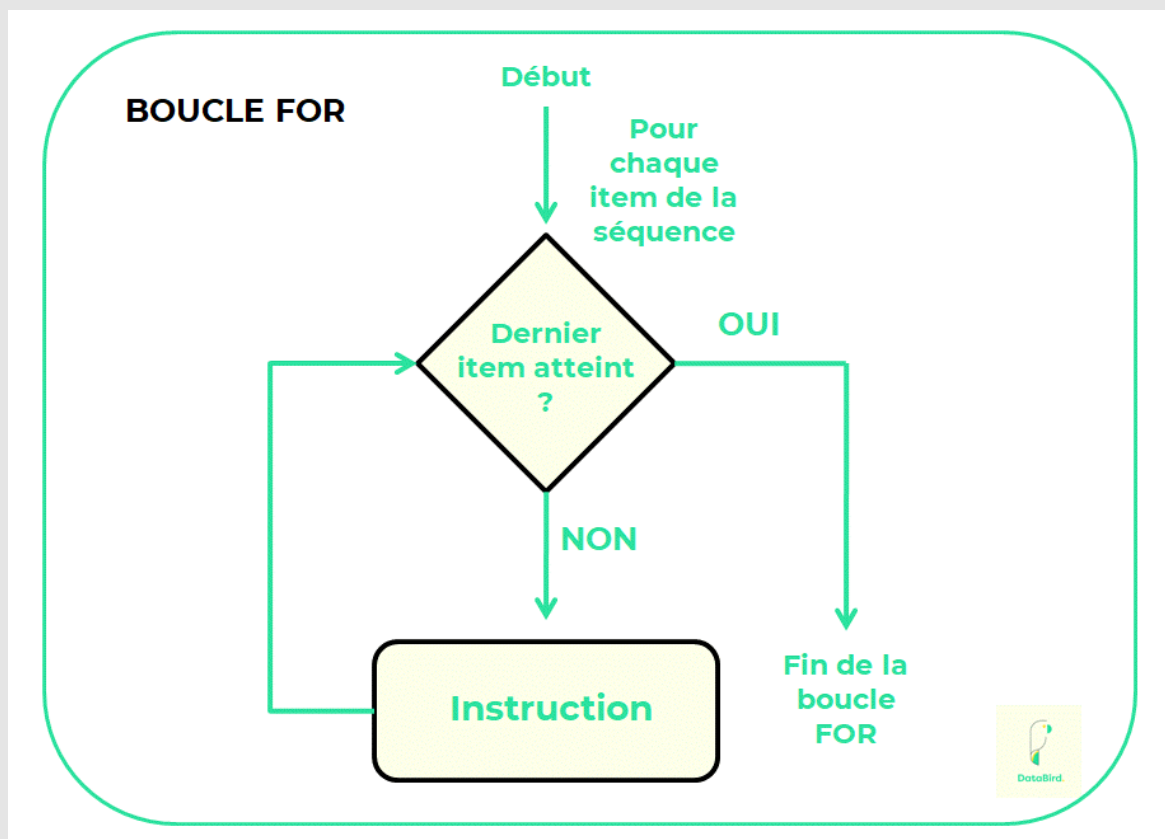 BOUCLE FOR
Début
Pour
chaque
item de la
séquence
Dernier
item atteint
?
OUI
NON
Instruction
Fin de la
boucle
FOR
DataBird